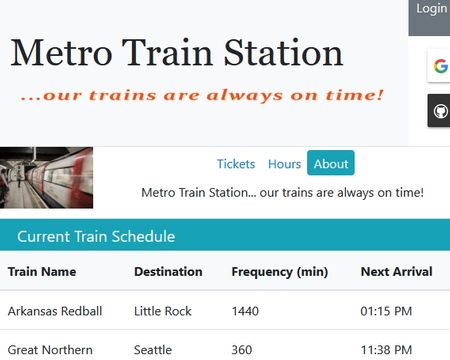 Login
Metro Train Station
...our trains are always on time!
Tickets Hours About
Metro Train Station... our trains are always on time!
Current Train Schedule
Train Name Destination Frequency (min) Next Arrival
Arkansas Redball Little Rock 1440 01:15 PM
Great Northern Seattle 360 11:38 PM